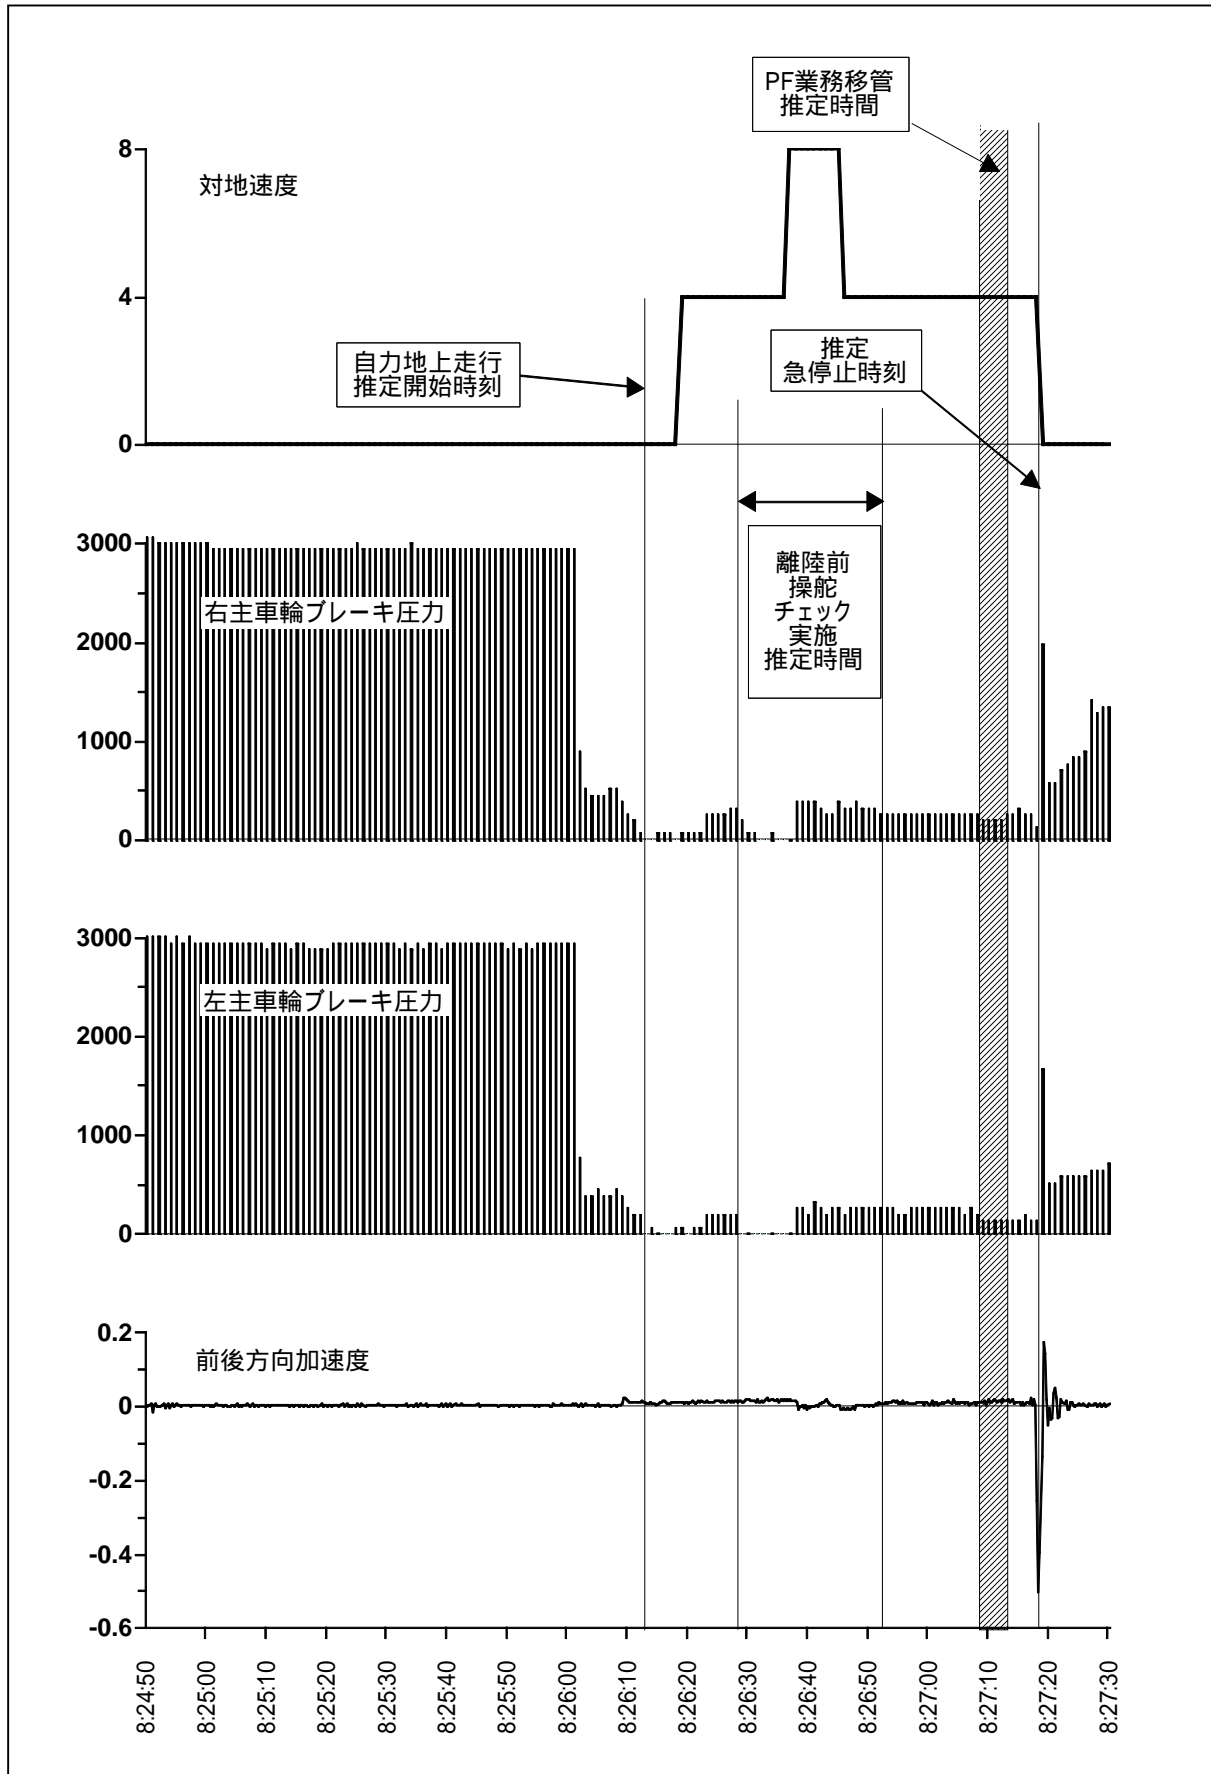 PF業務移管
推定時間
8
対地速度
4
自力地上走行
推定開始時刻
推定
急停止時刻
0
3000
離陸前
操舵
チェック
実施
推定時間
右主車輪ブレーキ圧力
2000
1000
0
3000
左主車輪ブレーキ圧力
2000
1000
0
0.2
前後方向加速度
0
-0.2
-0.4
-0.6
8:24:50
8:25:00
8:25:10
8:25:20
8:25:30
8:25:40
8:25:50
8:26:00
8:26:10
8:26:20
8:26:30
8:26:40
8:26:50
8:27:00
8:27:10
8:27:20
8:27:30